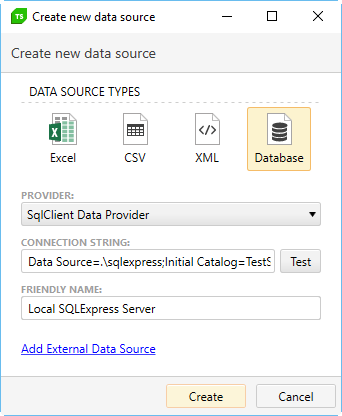 TS
Create new data source
Create new data source
DATA SOURCE TYPES
Excel CSV XML Database
PROVIDER:
SqlClient Data Provider
CONNECTION STRING:
Data Source=.\sqlexpress;Initial Catalog=TestS Test
FRIENDLY NAME:
Local SQLExpress Server
Add External Data Source
Create Cancel